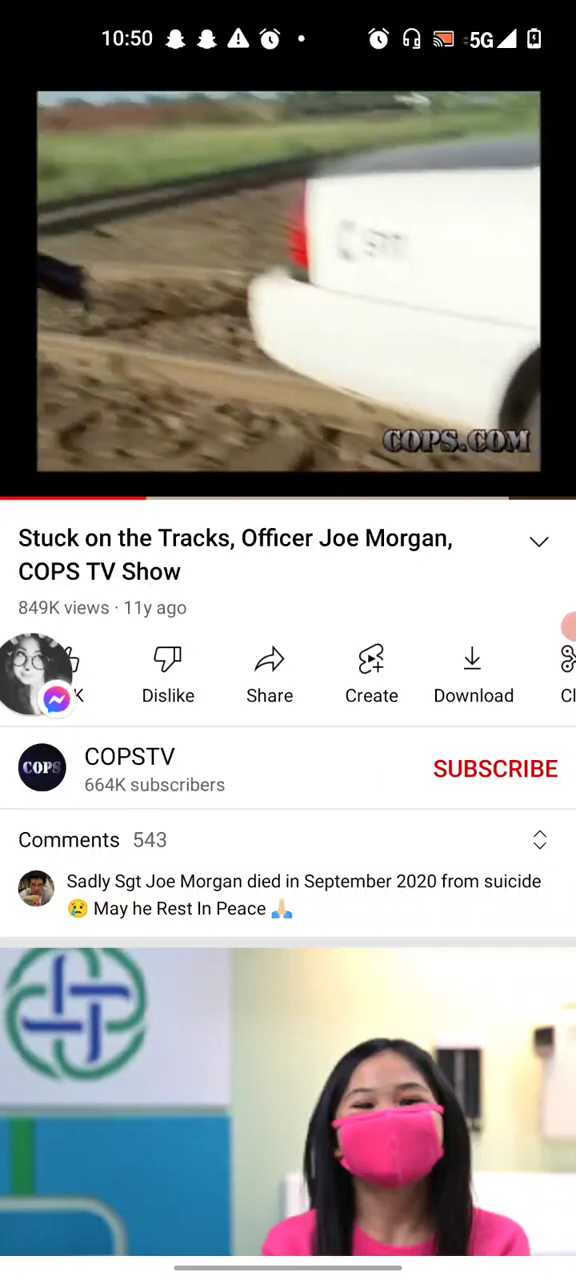 10:50
5G
COPS.COM
Stuck on the Tracks, Officer Joe Morgan,
COPS TV Show
849K views · 11y ago
K Dislike Share Create Download Cl
COPS
COPSTV
SUBSCRIBE
664K subscribers
Comments 543
Sadly Sgt Joe Morgan died in September 2020 from suicide
😢 May he Rest In Peace 🙏🏼